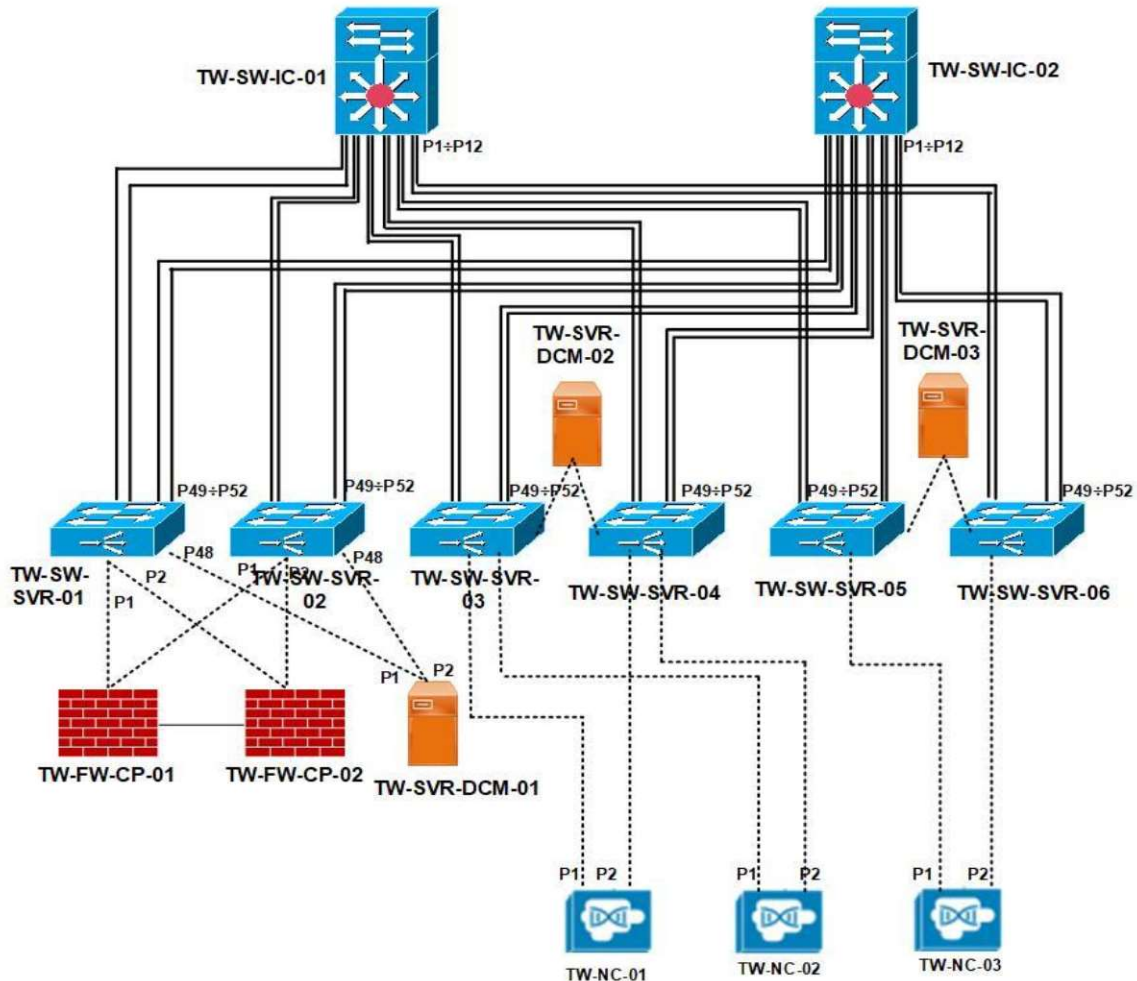 TW-SW-IC-01
TW-SW-IC-02
P1÷P12
P1÷P12
TW-SVR-
DCM-02
TW-SVR-
DCM-03
P49÷P52
P49÷P52
P49÷P52
P49÷P52
P49÷P52
P49÷P52
TW-SW-
SVR-01
P48
P2
P1
P1
P2
P48
TW-SW-SVR-
02
TW-SW-SVR-
03
TW-SW-SVR-04
TW-SW-SVR-05
TW-SW-SVR-06
P1
P2
TW-FW-CP-01
TW-FW-CP-02
TW-SVR-DCM-01
P1
P2
P1
P2
P1
P2
TW-NC-01
TW-NC-02
TW-NC-03